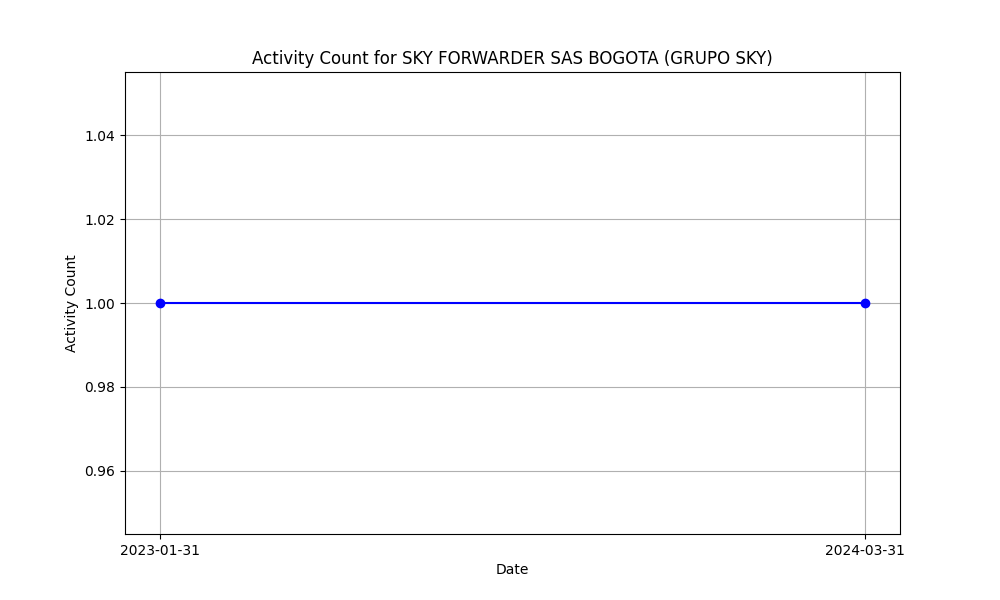 Activity Count for SKY FORWARDER SAS BOGOTA (GRUPO SKY)
1.04
1.02
1.00
0.98
0.96
Activity Count
2023-01-31
2024-03-31
Date